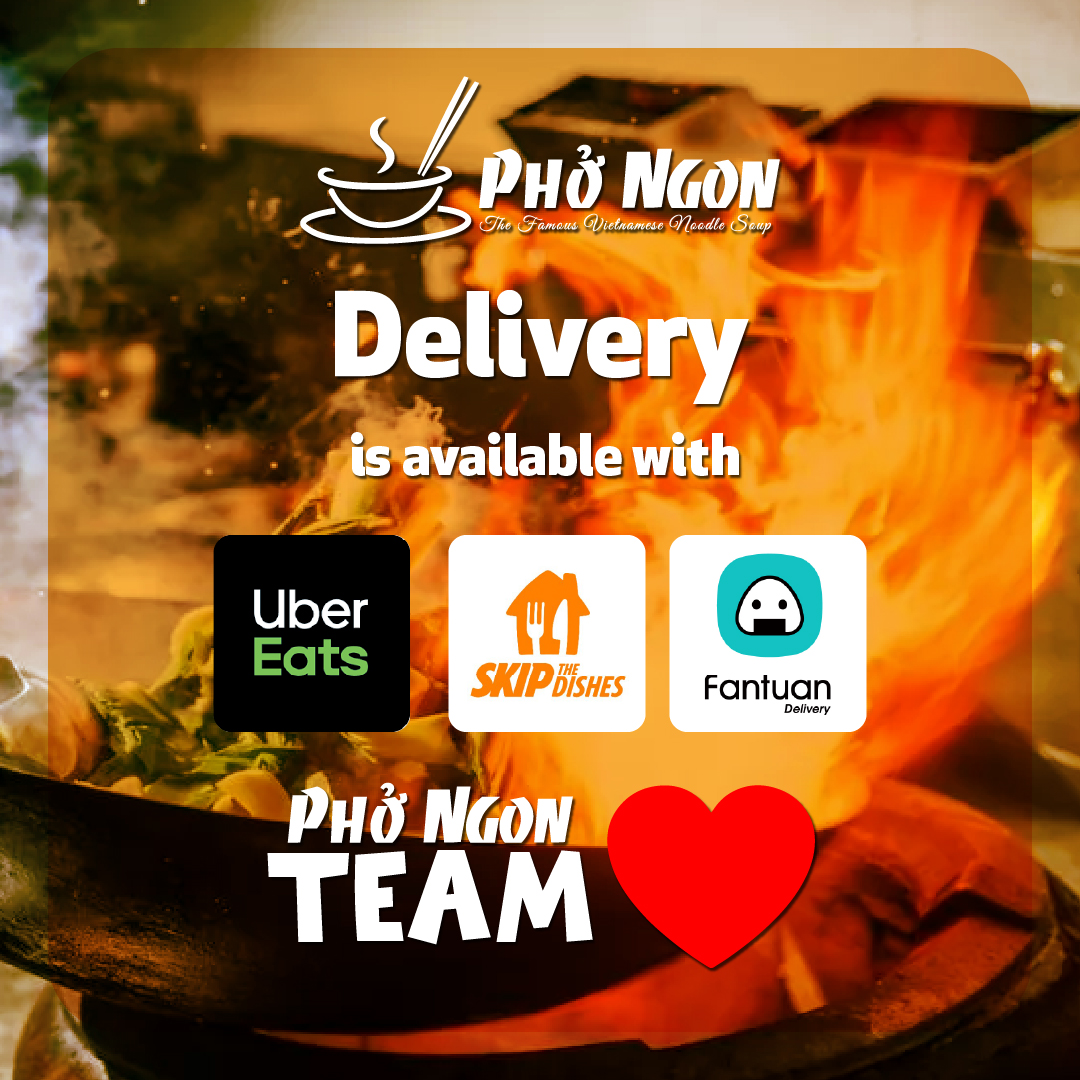 PHỞ NGON
The Famous Vietnamese Noodle Soup
Delivery
is available with
Uber
Eats
SKIP THE DISHES
Fantuan
Delivery
PHỞ NGON
TEAM